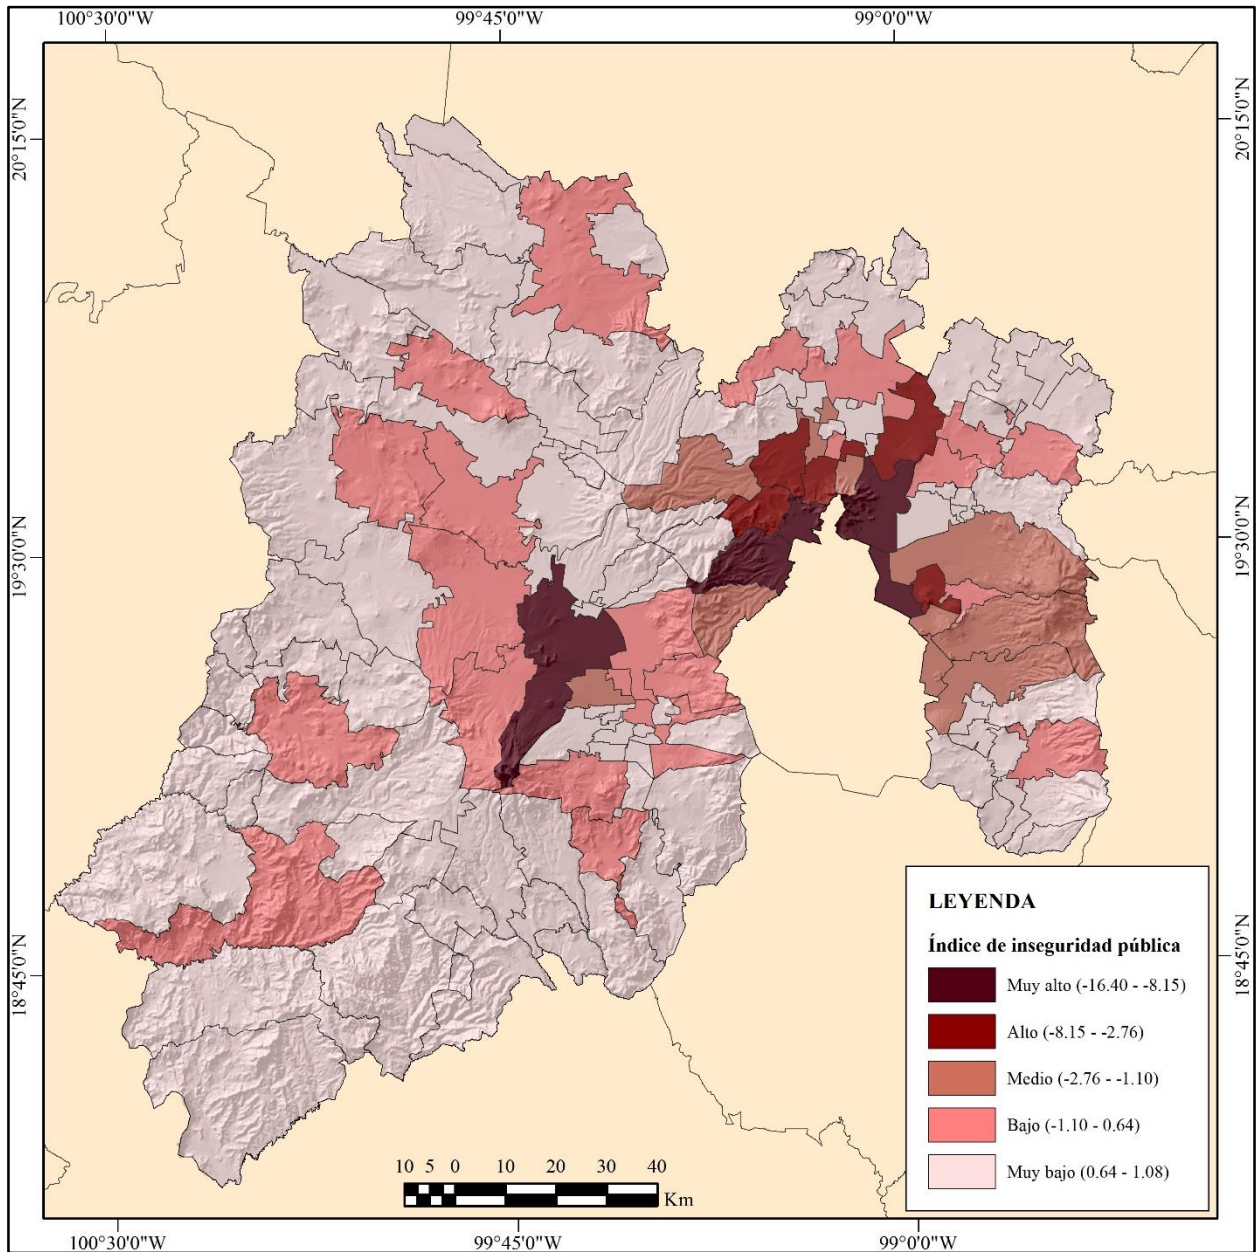 100°30'0"W 99°45'0"W 99°0'0"W
20°15'0"N 20°15'0"N
19°30'0"N 19°30'0"N
18°45'0"N 18°45'0"N
LEYENDA
Índice de inseguridad pública
Muy alto (-16.40 - -8.15)
Alto (-8.15 - -2.76)
Medio (-2.76 - -1.10)
Bajo (-1.10 - 0.64)
Muy bajo (0.64 - 1.08)
10 5 0 10 20 30 40
Km
100°30'0"W 99°45'0"W 99°0'0"W